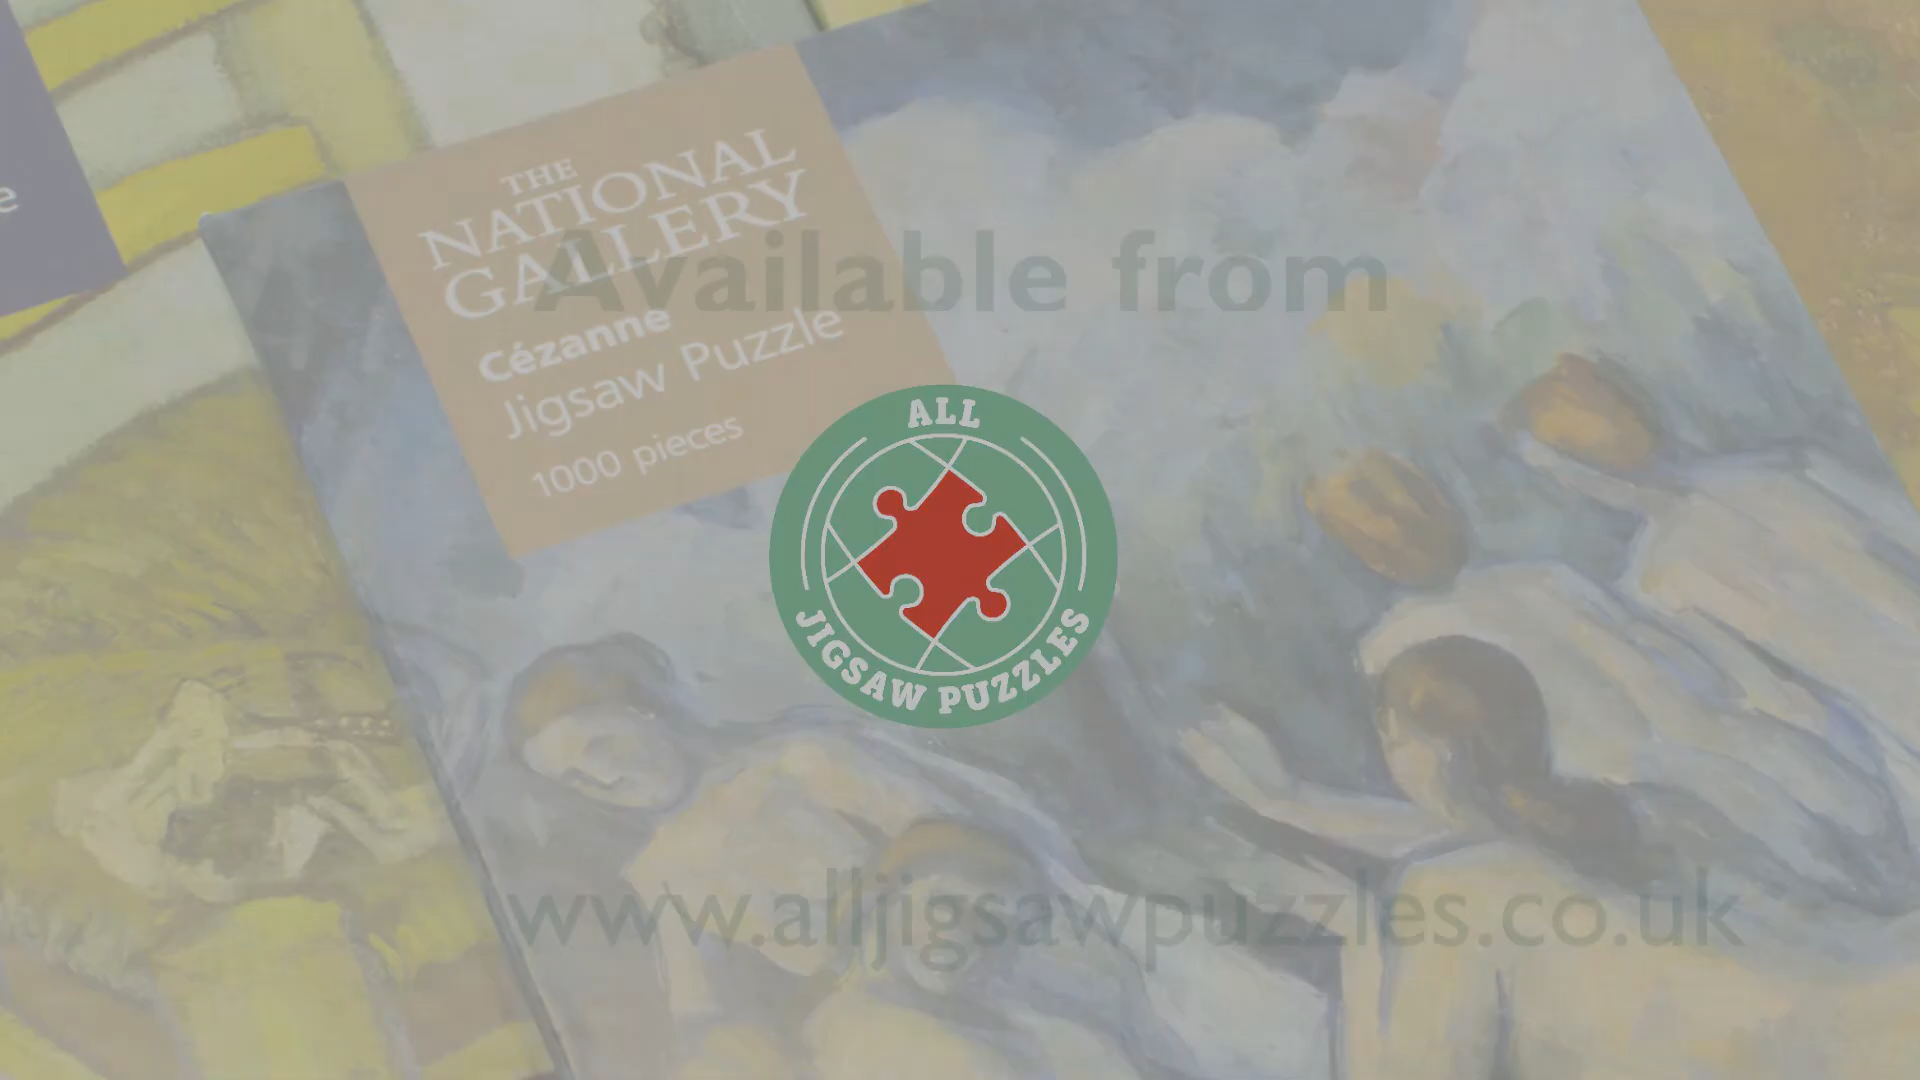 e
THE
NATIONAL
GALLERY
Cézanne
Jigsaw Puzzle
1000 pieces
Available from
ALL
JIGSAW PUZZLES
www.alljigsawpuzzles.co.uk